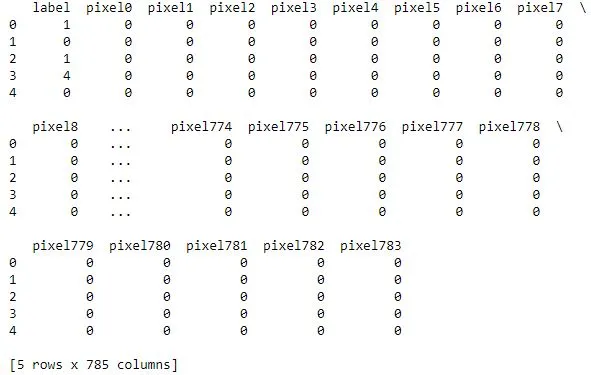 label  pixel0  pixel1  pixel2  pixel3  pixel4  pixel5  pixel6  pixel7  \
0      1       0       0       0       0       0       0       0       0
1      0       0       0       0       0       0       0       0       0
2      1       0       0       0       0       0       0       0       0
3      4       0       0       0       0       0       0       0       0
4      0       0       0       0       0       0       0       0       0
   pixel8    ...     pixel774  pixel775  pixel776  pixel777  pixel778  \
0       0    ...            0         0         0         0         0
1       0    ...            0         0         0         0         0
2       0    ...            0         0         0         0         0
3       0    ...            0         0         0         0         0
4       0    ...            0         0         0         0         0
   pixel779  pixel780  pixel781  pixel782  pixel783
0         0         0         0         0         0
1         0         0         0         0         0
2         0         0         0         0         0
3         0         0         0         0         0
4         0         0         0         0         0
[5 rows x 785 columns]